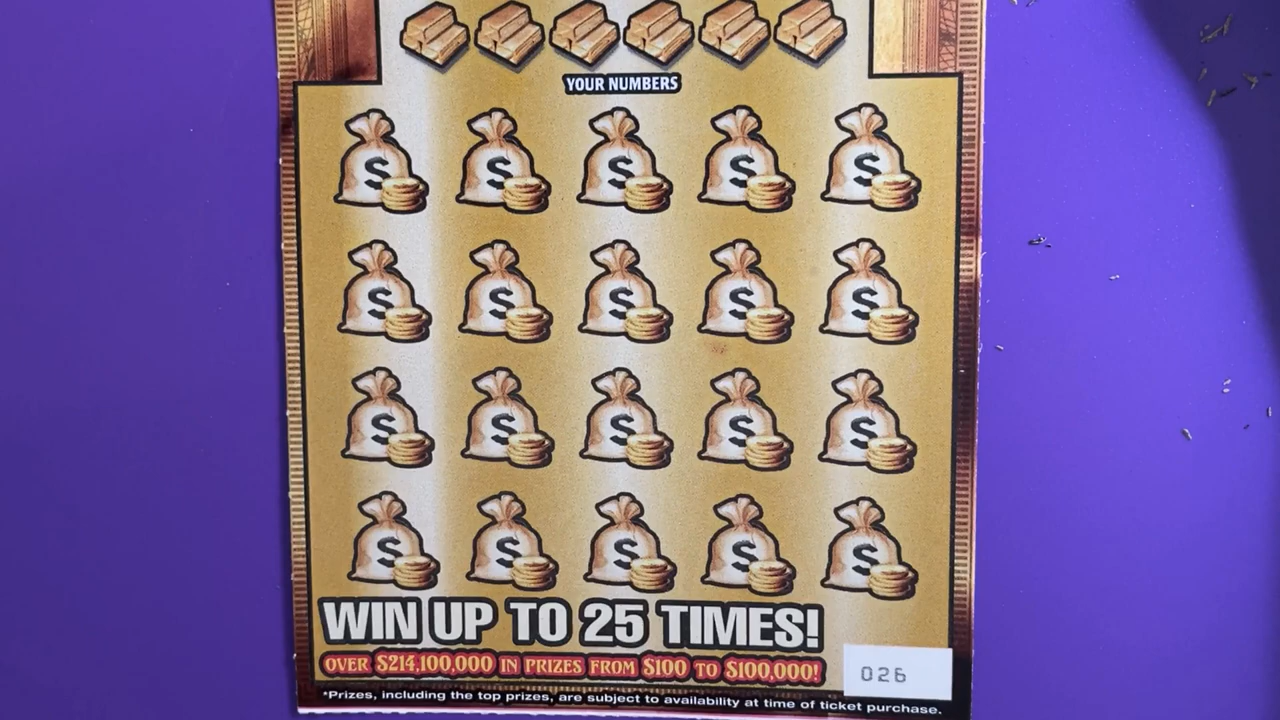 YOUR NUMBERS
$ $ $ $ $
$ $ $ $ $
$ $ $ $ $
$ $ $ $ $
WIN UP TO 25 TIMES!
OVER $214,100,000 IN PRIZES FROM $100 TO $100,000!
026
*Prizes, including the top prizes, are subject to availability at time of ticket purchase.